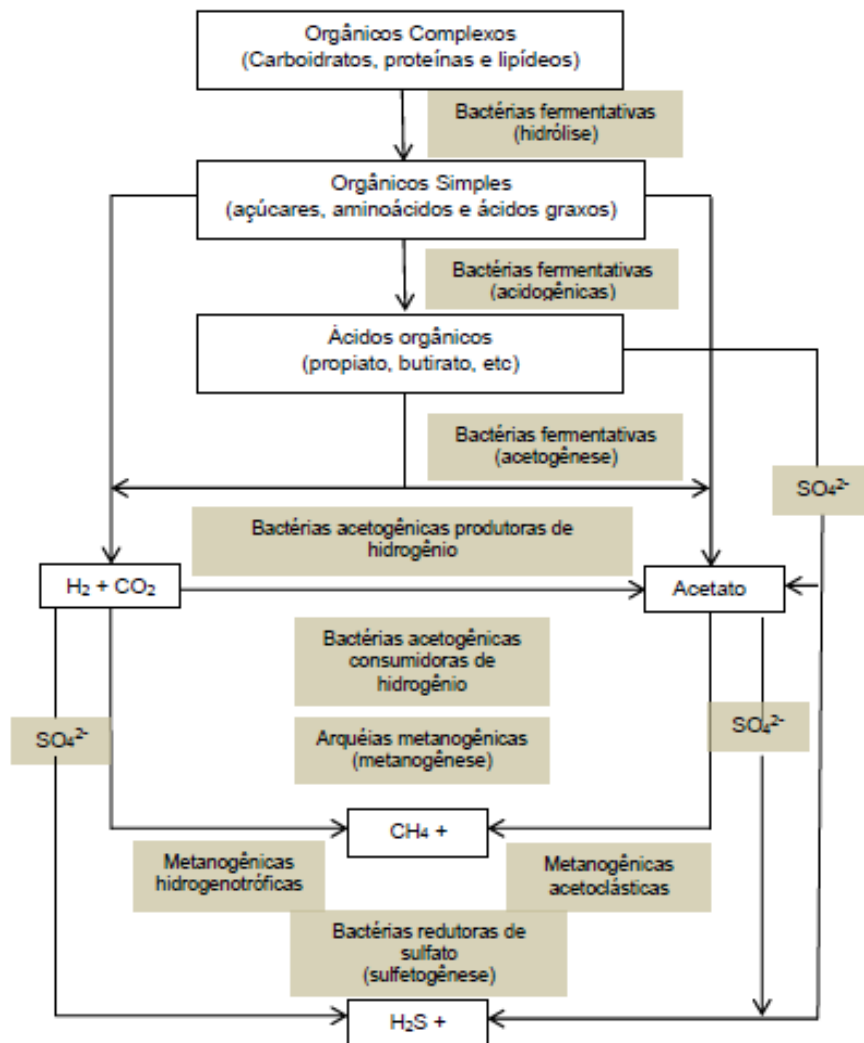 Orgânicos Complexos
(Carboidratos, proteínas e lipídeos)
Bactérias fermentativas
(hidrólise)
Orgânicos Simples
(açúcares, aminoácidos e ácidos graxos)
Bactérias fermentativas
(acidogênicas)
Ácidos orgânicos
(propiato, butirato, etc)
Bactérias fermentativas
(acetogênese)
SO₄²⁻
Bactérias acetogênicas produtoras de
hidrogênio
H₂ + CO₂
Acetato
Bactérias acetogênicas
consumidoras de
hidrogênio
SO₄²⁻
SO₄²⁻
Arquéias metanogênicas
(metanogênese)
CH₄ +
Metanogênicas
hidrogenotróficas
Metanogênicas
acetoclásticas
Bactérias redutoras de
sulfato
(sulfetogênese)
H₂S +